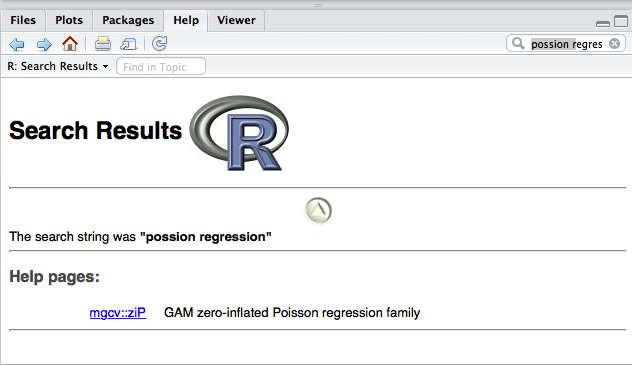 Files Plots Packages Help Viewer
possion regres
R: Search Results Find in Topic
Search Results R
The search string was "possion regression"
Help pages:
mgcv::ziP GAM zero-inflated Poisson regression family